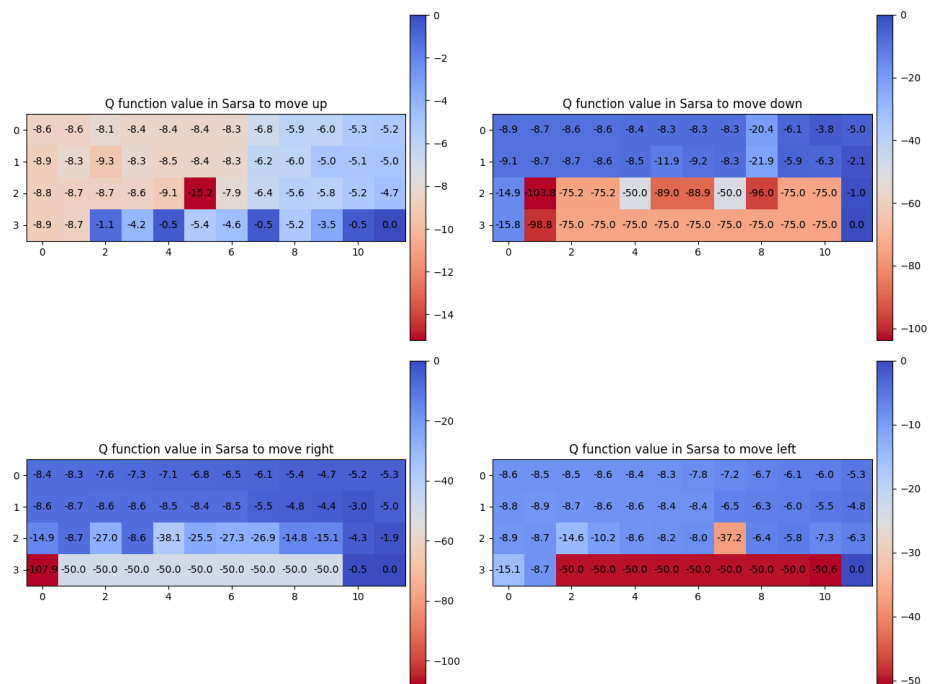 Q function value in Sarsa to move up
0 -8.6 -8.6 -8.1 -8.4 -8.4 -8.4 -8.3 -6.8 -5.9 -6.0 -5.3 -5.2
1 -8.9 -8.3 -9.3 -8.3 -8.5 -8.4 -8.3 -6.2 -6.0 -5.0 -5.1 -5.0
2 -8.8 -8.7 -8.7 -8.6 -9.1 -15.2 -7.9 -6.4 -5.6 -5.8 -5.2 -4.7
3 -8.9 -8.7 -1.1 -4.2 -0.5 -5.4 -4.6 -0.5 -5.2 -3.5 -0.5 0.0
0 2 4 6 8 10
0
−2
−4
−6
−8
−10
−12
−14
Q function value in Sarsa to move down
0 -8.9 -8.7 -8.6 -8.6 -8.4 -8.3 -8.3 -8.2 -20.4 -6.1 -3.8 -5.0
1 -9.1 -8.7 -8.7 -8.6 -8.5 -11.9 -9.2 -8.3 -21.9 -5.9 -6.3 -2.1
2 -14.9 -103.8 -75.2 -75.2 -50.0 -89.0 -88.9 -50.0 -96.0 -75.0 -75.0 -1.0
3 -15.8 -98.8 -75.0 -75.0 -75.0 -75.0 -75.0 -75.0 -75.0 -75.0 -75.0 0.0
0 2 4 6 8 10
0
−20
−40
−60
−80
−100
Q function value in Sarsa to move right
0 -8.4 -8.3 -7.6 -7.3 -7.1 -6.8 -6.5 -6.1 -5.4 -4.7 -5.2 -5.3
1 -8.6 -8.7 -8.6 -8.6 -8.5 -8.4 -8.5 -5.5 -4.8 -4.4 -3.0 -5.0
2 -14.9 -8.7 -27.0 -8.6 -38.1 -25.5 -27.3 -26.9 -14.8 -15.1 -4.3 -1.9
3 -107.9 -50.0 -50.0 -50.0 -50.0 -50.0 -50.0 -50.0 -50.0 -50.0 -0.5 0.0
0 2 4 6 8 10
0
−20
−40
−60
−80
−100
Q function value in Sarsa to move left
0 -8.6 -8.5 -8.5 -8.6 -8.4 -8.3 -7.8 -7.2 -6.7 -6.1 -6.0 -5.3
1 -8.8 -8.9 -8.7 -8.6 -8.4 -8.4 -8.4 -6.5 -6.3 -6.0 -5.5 -4.8
2 -8.9 -8.7 -14.6 -10.2 -8.6 -8.2 -8.0 -37.2 -6.4 -5.8 -7.3 -6.3
3 -15.1 -8.7 -50.0 -50.0 -50.0 -50.0 -50.0 -50.0 -50.0 -50.0 -50.6 0.0
0 2 4 6 8 10
0
−10
−20
−30
−40
−50